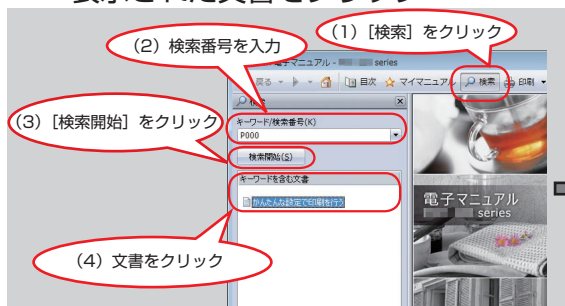 表示された文書をクリック
(1)［検索］をクリック
(2) 検索番号を入力
電子マニュアル - series
戻る 目次 マイマニュアル 検索 印刷
検索
(3)［検索開始］をクリック
キーワード/検索番号(K)
P000
検索開始(S)
キーワードを含む文書
かんたんな設定で印刷を行う
(4) 文書をクリック
電子マニュアル
series